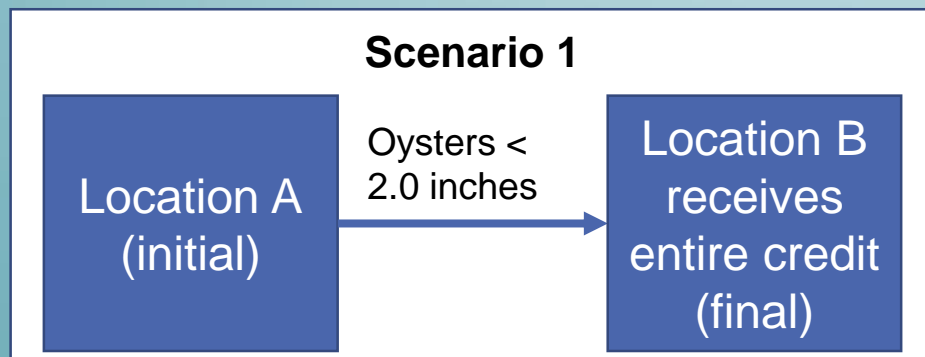 Scenario 1
Location A
(initial)
Oysters <
2.0 inches
Location B
receives
entire credit
(final)